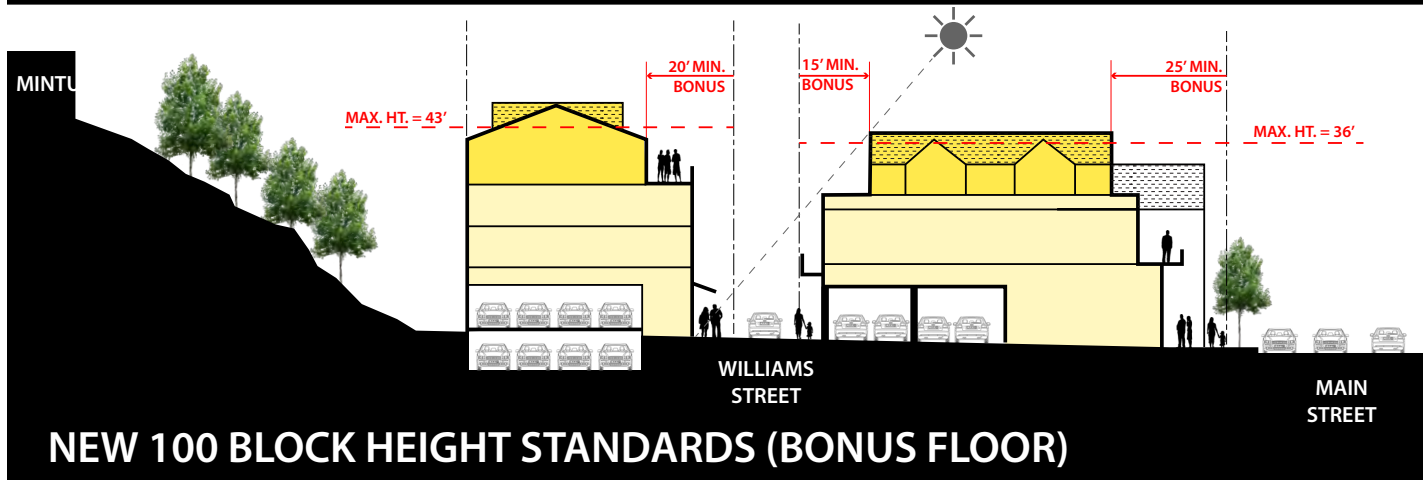 MINTU
MAX. HT. = 43'
20' MIN.
BONUS
15' MIN.
BONUS
25' MIN.
BONUS
MAX. HT. = 36'
WILLIAMS
STREET
MAIN
STREET
NEW 100 BLOCK HEIGHT STANDARDS (BONUS FLOOR)